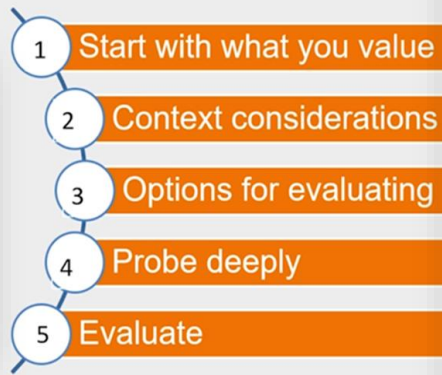 1 Start with what you value
2 Context considerations
3 Options for evaluating
4 Probe deeply
5 Evaluate